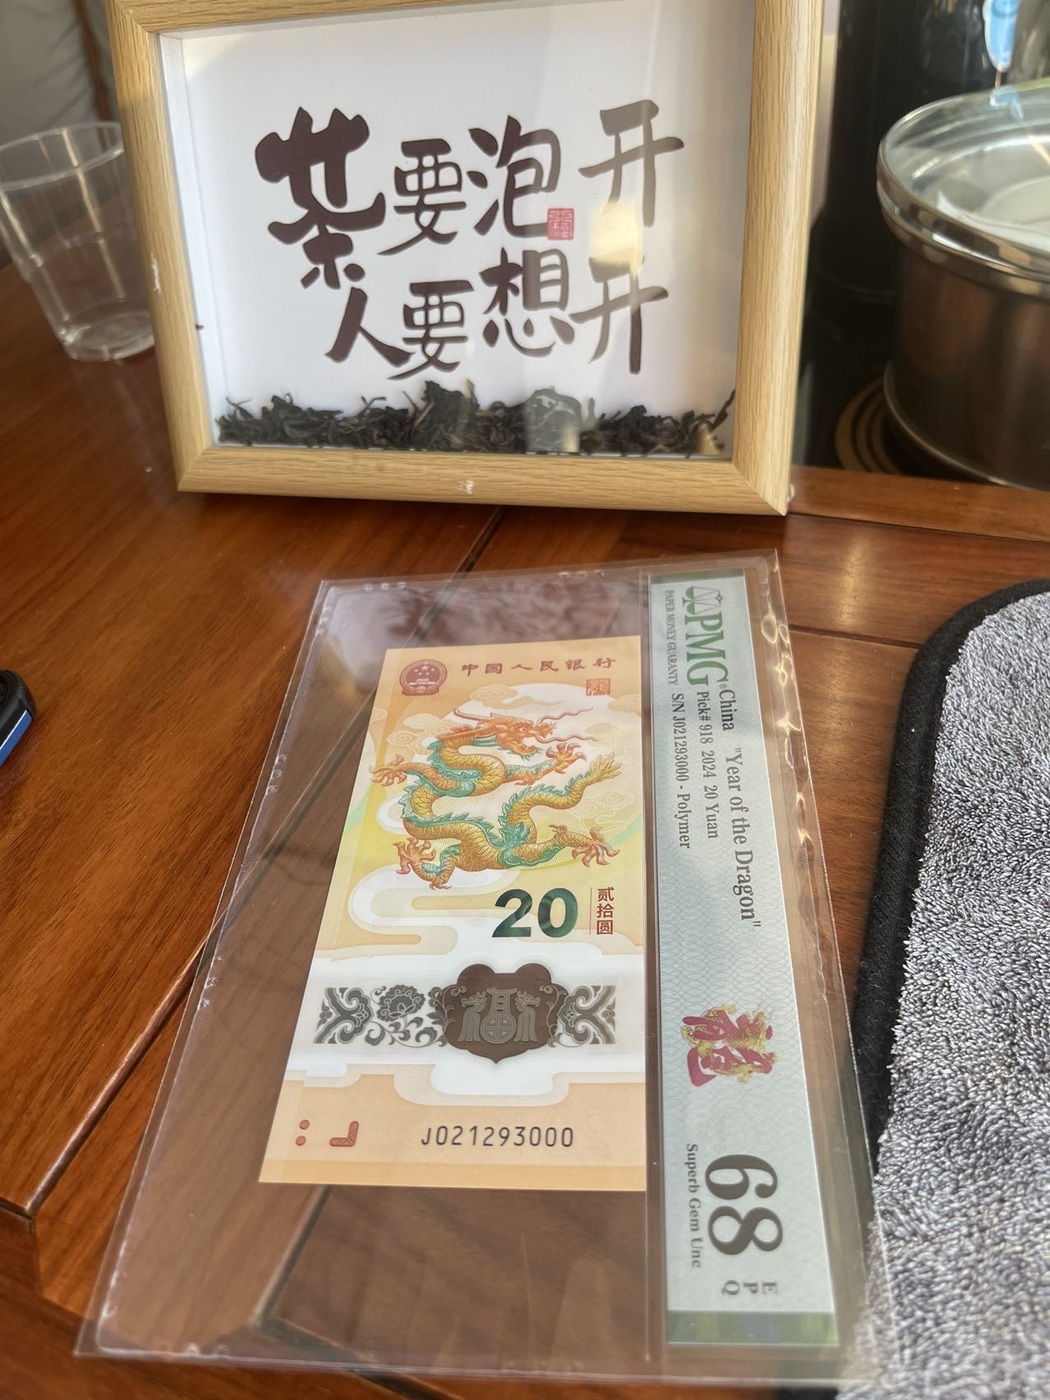 茶要泡开
人要想开
中国人民银行
20
贰拾圆
J021293000
PMG
PAPER MONEY GUARANTY
China "Year of the Dragon"
Pick# 918 2024 20 Yuan
S/N J021293000 - Polymer
68
EPQ
Superb Gem Unc